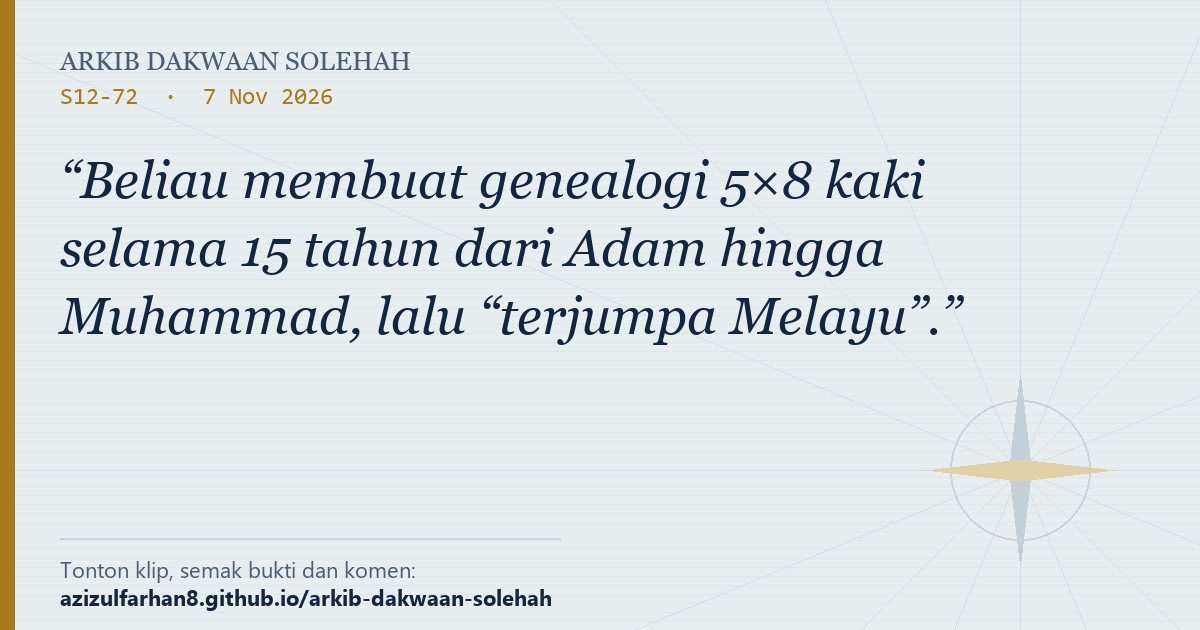 ARKIB DAKWAAN SOLEHAH
S12-72 · 7 Nov 2026
“Beliau membuat genealogi 5×8 kaki
selama 15 tahun dari Adam hingga
Muhammad, lalu “terjumpa Melayu”.”
Tonton klip, semak bukti dan komen:
azizulfarhan8.github.io/arkib-dakwaan-solehah